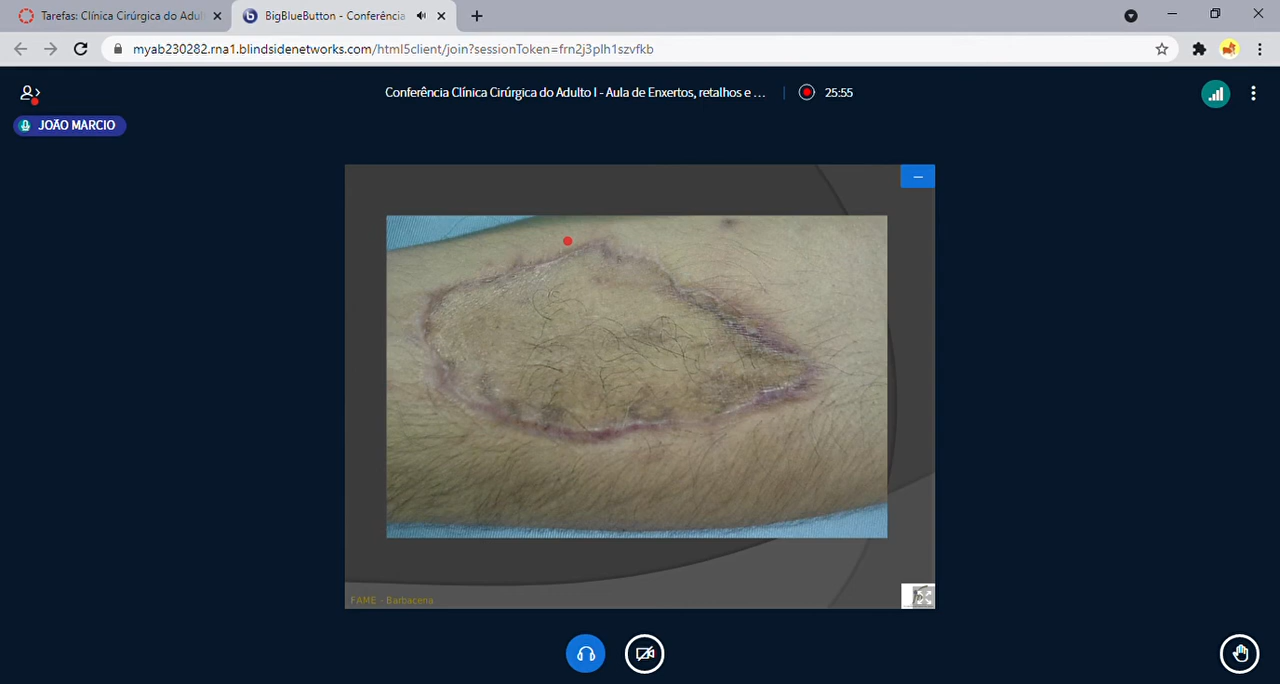 Tarefas: Clínica Cirúrgica do Adul
BigBlueButton - Conferência
myab230282.rna1.blindsidenetworks.com/html5client/join?sessionToken=frn2j3plh1szvfkb
Conferência Clínica Cirúrgica do Adulto I - Aula de Enxertos, retalhos e ...
25:55
JOÃO MARCIO
FAME - Barbacena